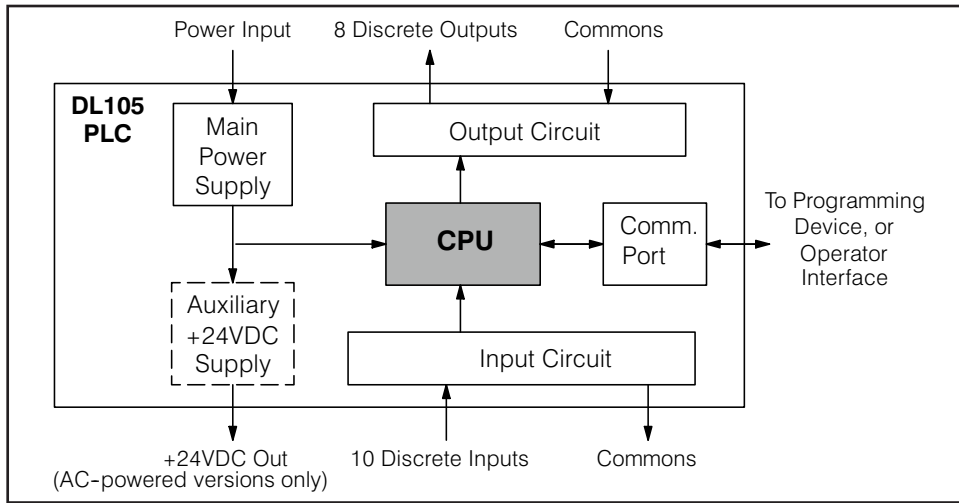 Power Input
8 Discrete Outputs
Commons
DL105
PLC
Main
Power
Supply
Output Circuit
CPU
Comm.
Port
To Programming
Device, or
Operator
Interface
Auxiliary
+24VDC
Supply
Input Circuit
+24VDC Out
(AC-powered versions only)
10 Discrete Inputs
Commons